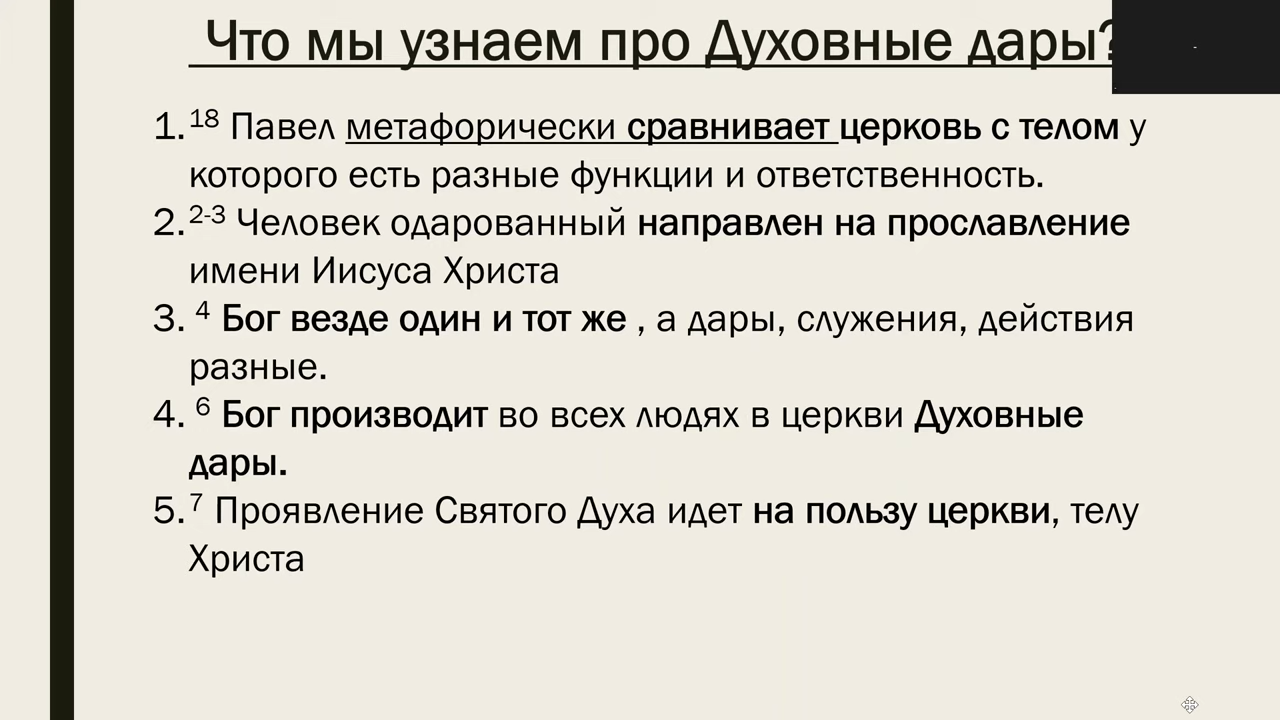 Что мы узнаем про Духовные дары?
1.18 Павел метафорически сравнивает церковь с телом у
которого есть разные функции и ответственность.
2.2-3 Человек одарованный направлен на прославление
имени Иисуса Христа
3. 4 Бог везде один и тот же , а дары, служения, действия
разные.
4. 6 Бог производит во всех людях в церкви Духовные
дары.
5.7 Проявление Святого Духа идет на пользу церкви, телу
Христа